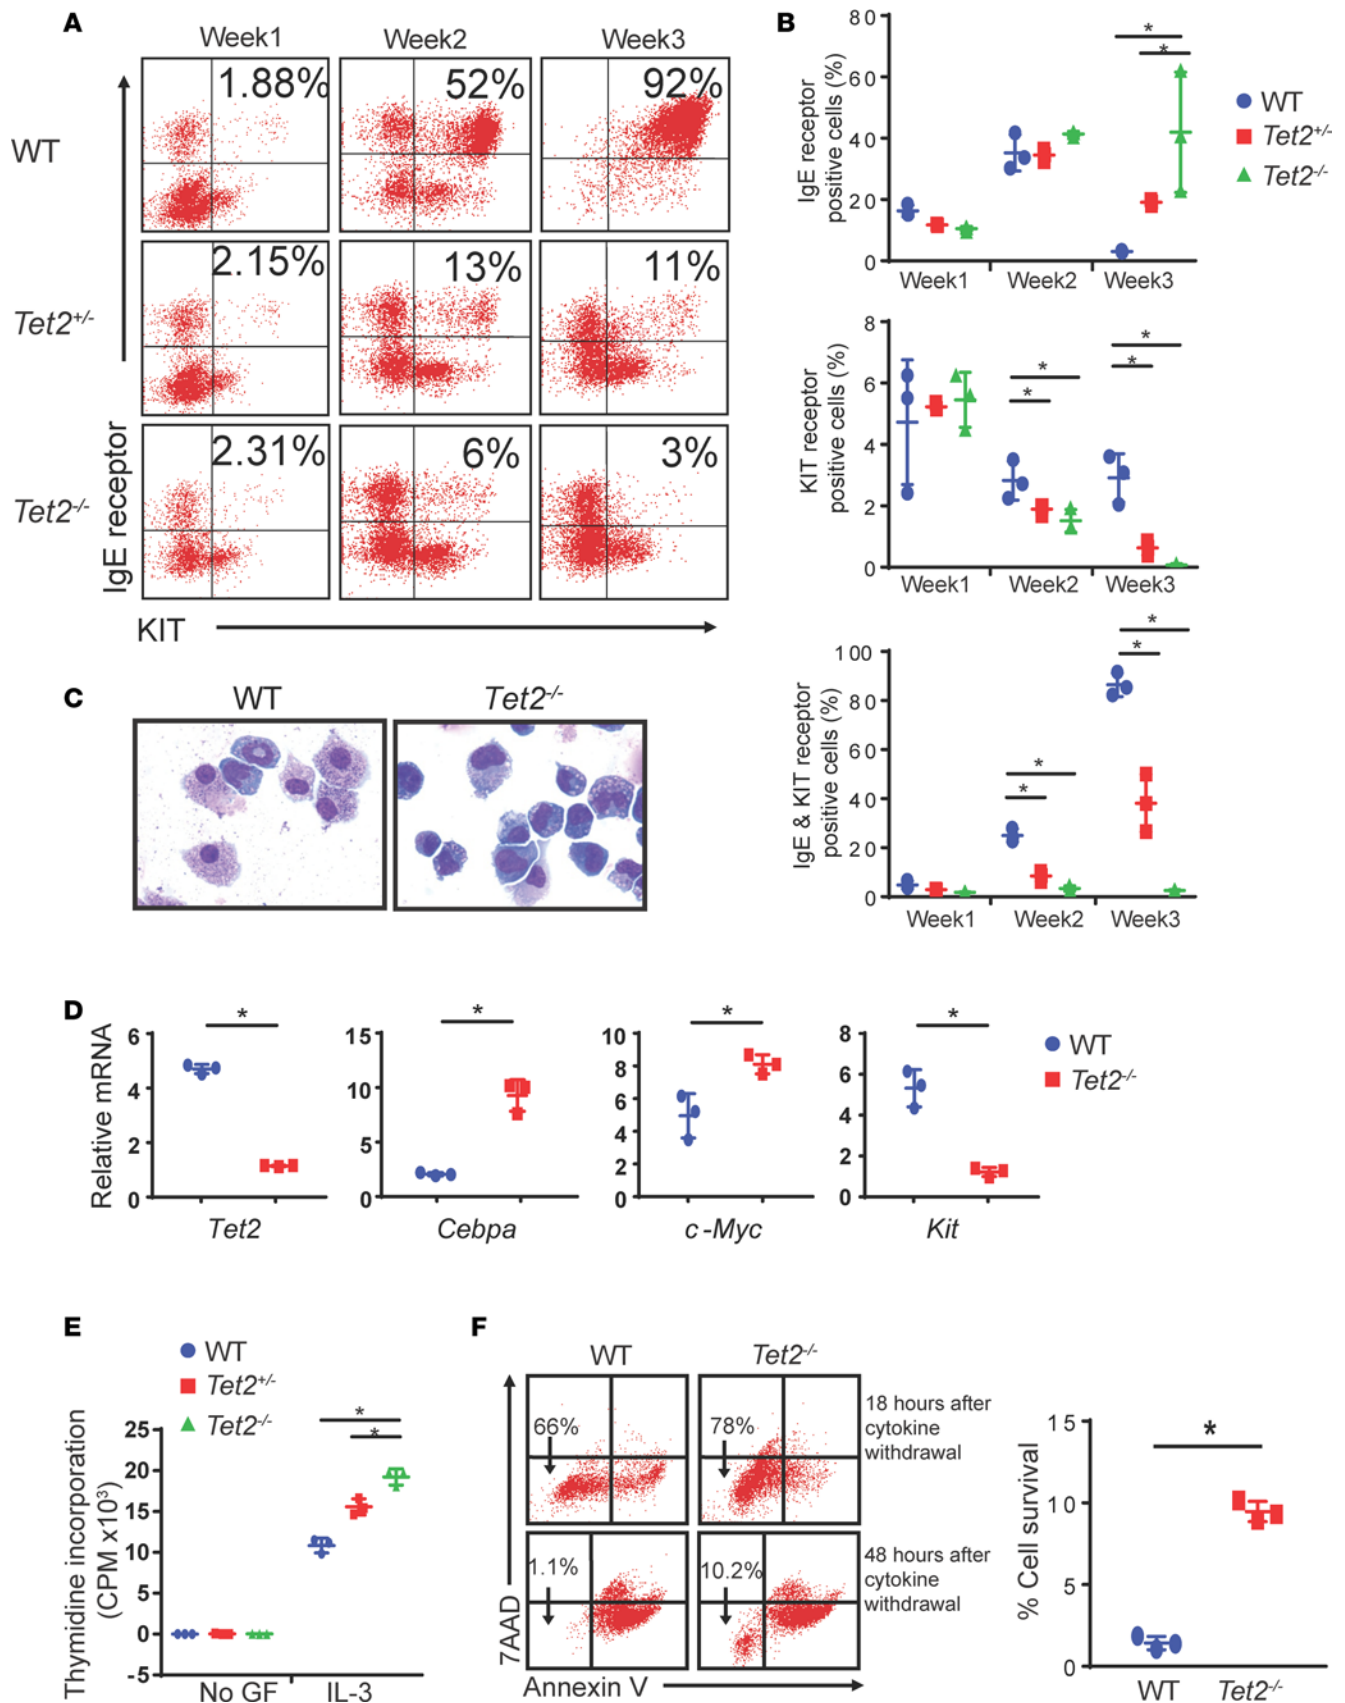 A
Week1 Week2 Week3
WT
1.88% 52% 92%
Tet2+/-
2.15% 13% 11%
Tet2-/-
2.31% 6% 3%
IgE receptor
KIT
B
IgE receptor
positive cells (%)
80
60
40
20
0
* *
Week1 Week2 Week3
WT
Tet2+/-
Tet2-/-
KIT receptor
positive cells (%)
8
6
4
2
0
* *
* *
Week1 Week2 Week3
IgE & KIT receptor
positive cells (%)
100
80
60
40
20
0
* *
* *
Week1 Week2 Week3
C
WT Tet2-/-
D
Relative mRNA
6
4
2
0
*
Tet2
15
10
5
0
*
Cebpa
10
8
6
4
2
0
*
c-Myc
8
6
4
2
0
*
Kit
WT
Tet2-/-
E
WT
Tet2+/-
Tet2-/-
Thymidine incorporation
(CPM x10³)
25
20
15
10
5
0
-5
* *
No GF IL-3
F
WT Tet2-/-
66% 78%
18 hours after
cytokine
withdrawal
1.1% 10.2%
48 hours after
cytokine
withdrawal
7AAD
Annexin V
% Cell survival
15
10
5
0
*
WT Tet2-/-